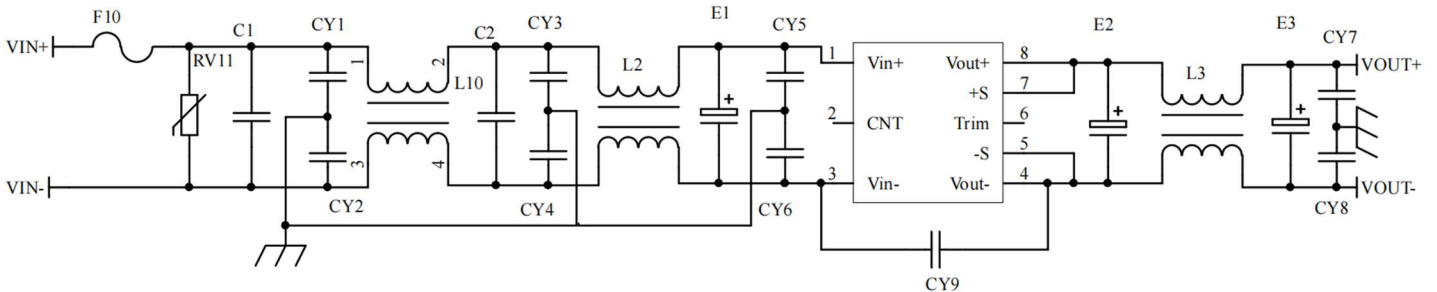 F10
VIN+
RV11
C1
CY1
1
2
L10
C2
CY3
L2
E1
CY5
+
VIN-
3
4
CY2
CY4
CY6
1
Vin+
Vout+
8
+S
7
2
CNT
Trim
6
-S
5
3
Vin-
Vout-
4
CY9
E2
+
L3
E3
+
CY7
VOUT+
VOUT-
CY8